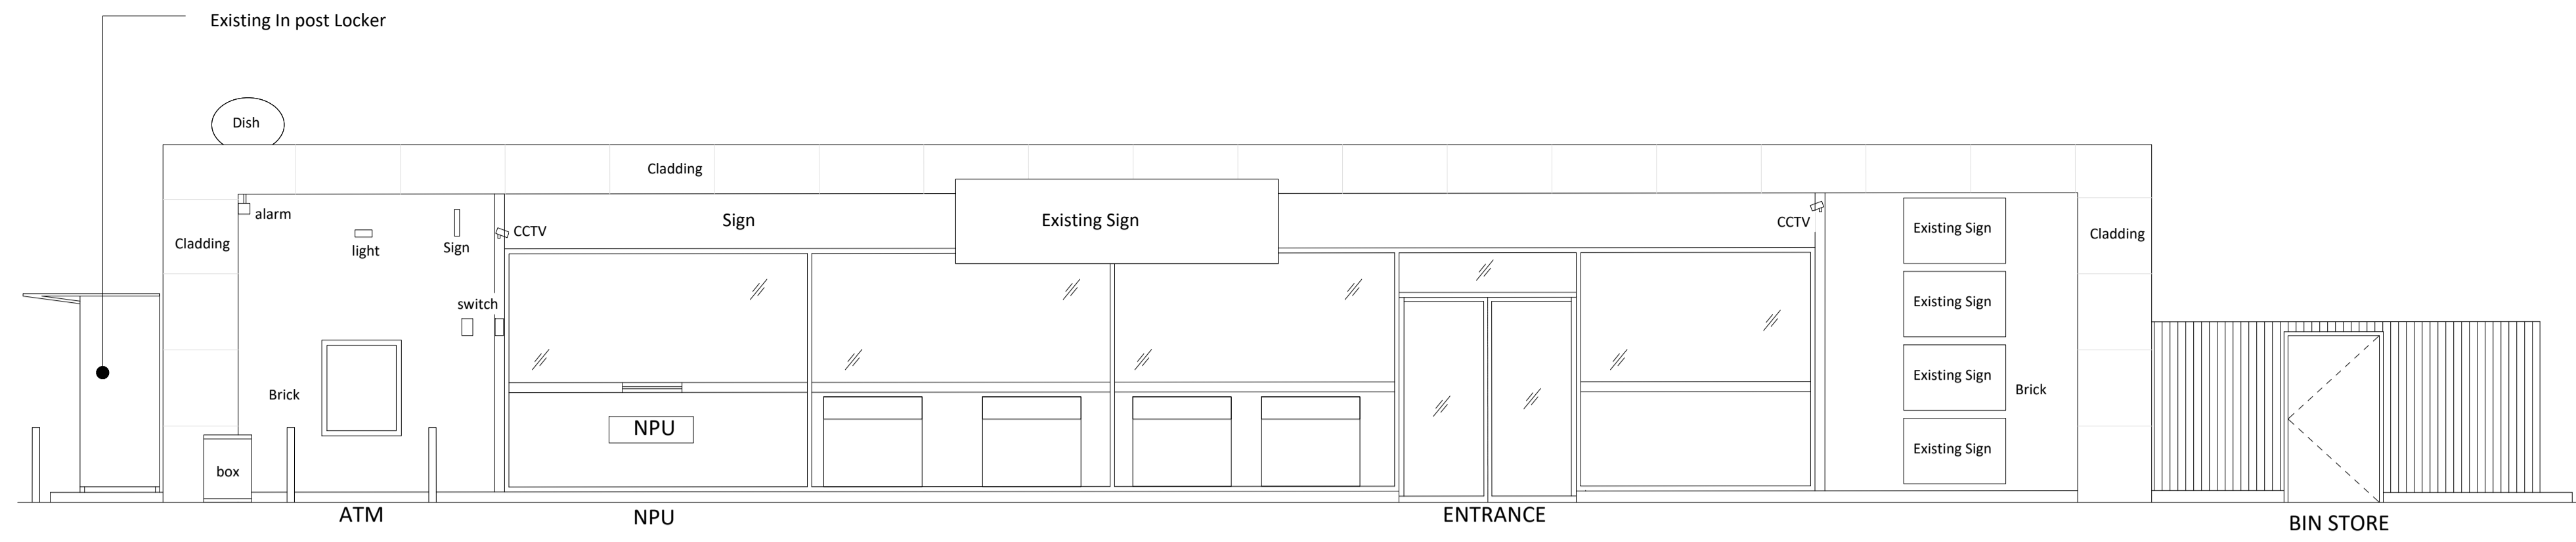 Existing In post Locker
Dish
Cladding
alarm
Sign
Existing Sign
CCTV
Existing Sign
Cladding
light
Sign
CCTV
Cladding
switch
Existing Sign
Brick
Existing Sign
Brick
NPU
box
Existing Sign
ATM
NPU
ENTRANCE
BIN STORE